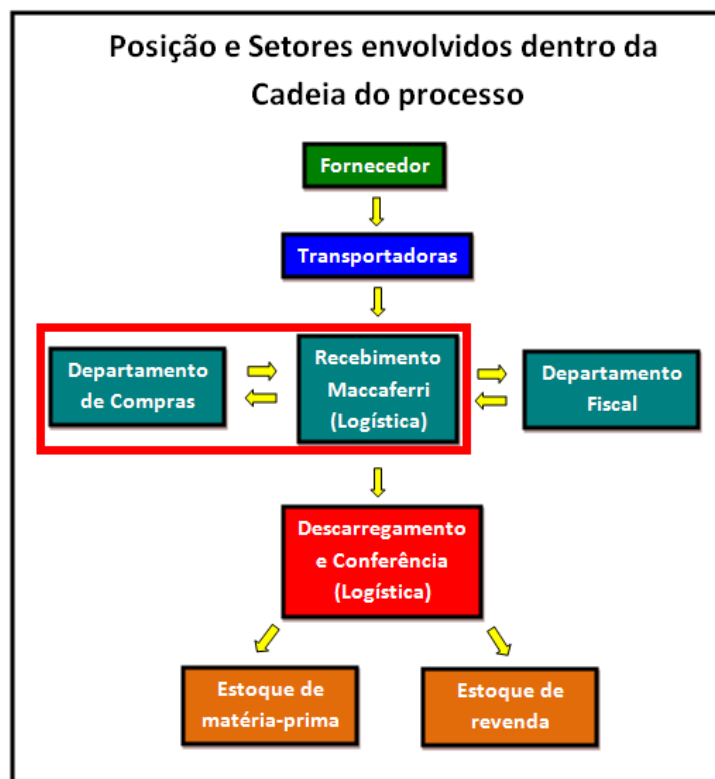 Posição e Setores envolvidos dentro da
Cadeia do processo
Fornecedor
Transportadoras
Departamento
de Compras
Recebimento
Maccaferri
(Logística)
Departamento
Fiscal
Descarregamento
e Conferência
(Logística)
Estoque de
matéria-prima
Estoque de
revenda